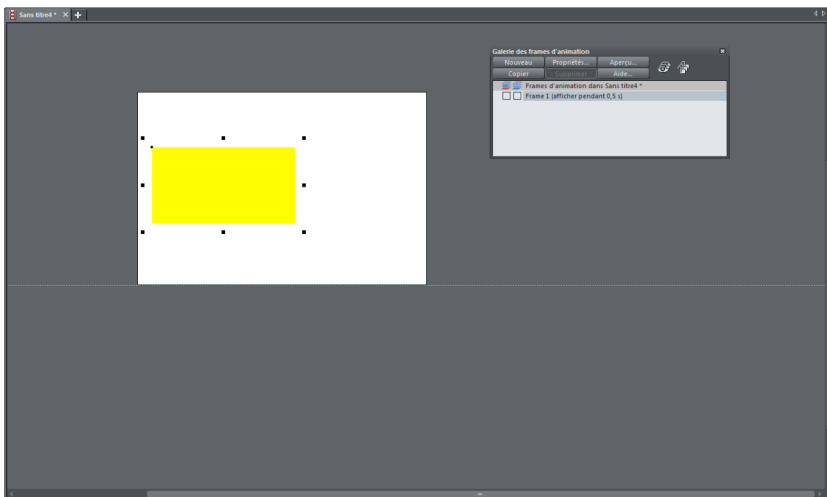 Sans titre4 *
Galerie des frames d'animation
Nouveau Propriétés... Aperçu...
Copier Supprimer Aide...
Frames d'animation dans Sans titre4 *
Frame 1 (afficher pendant 0,5 s)